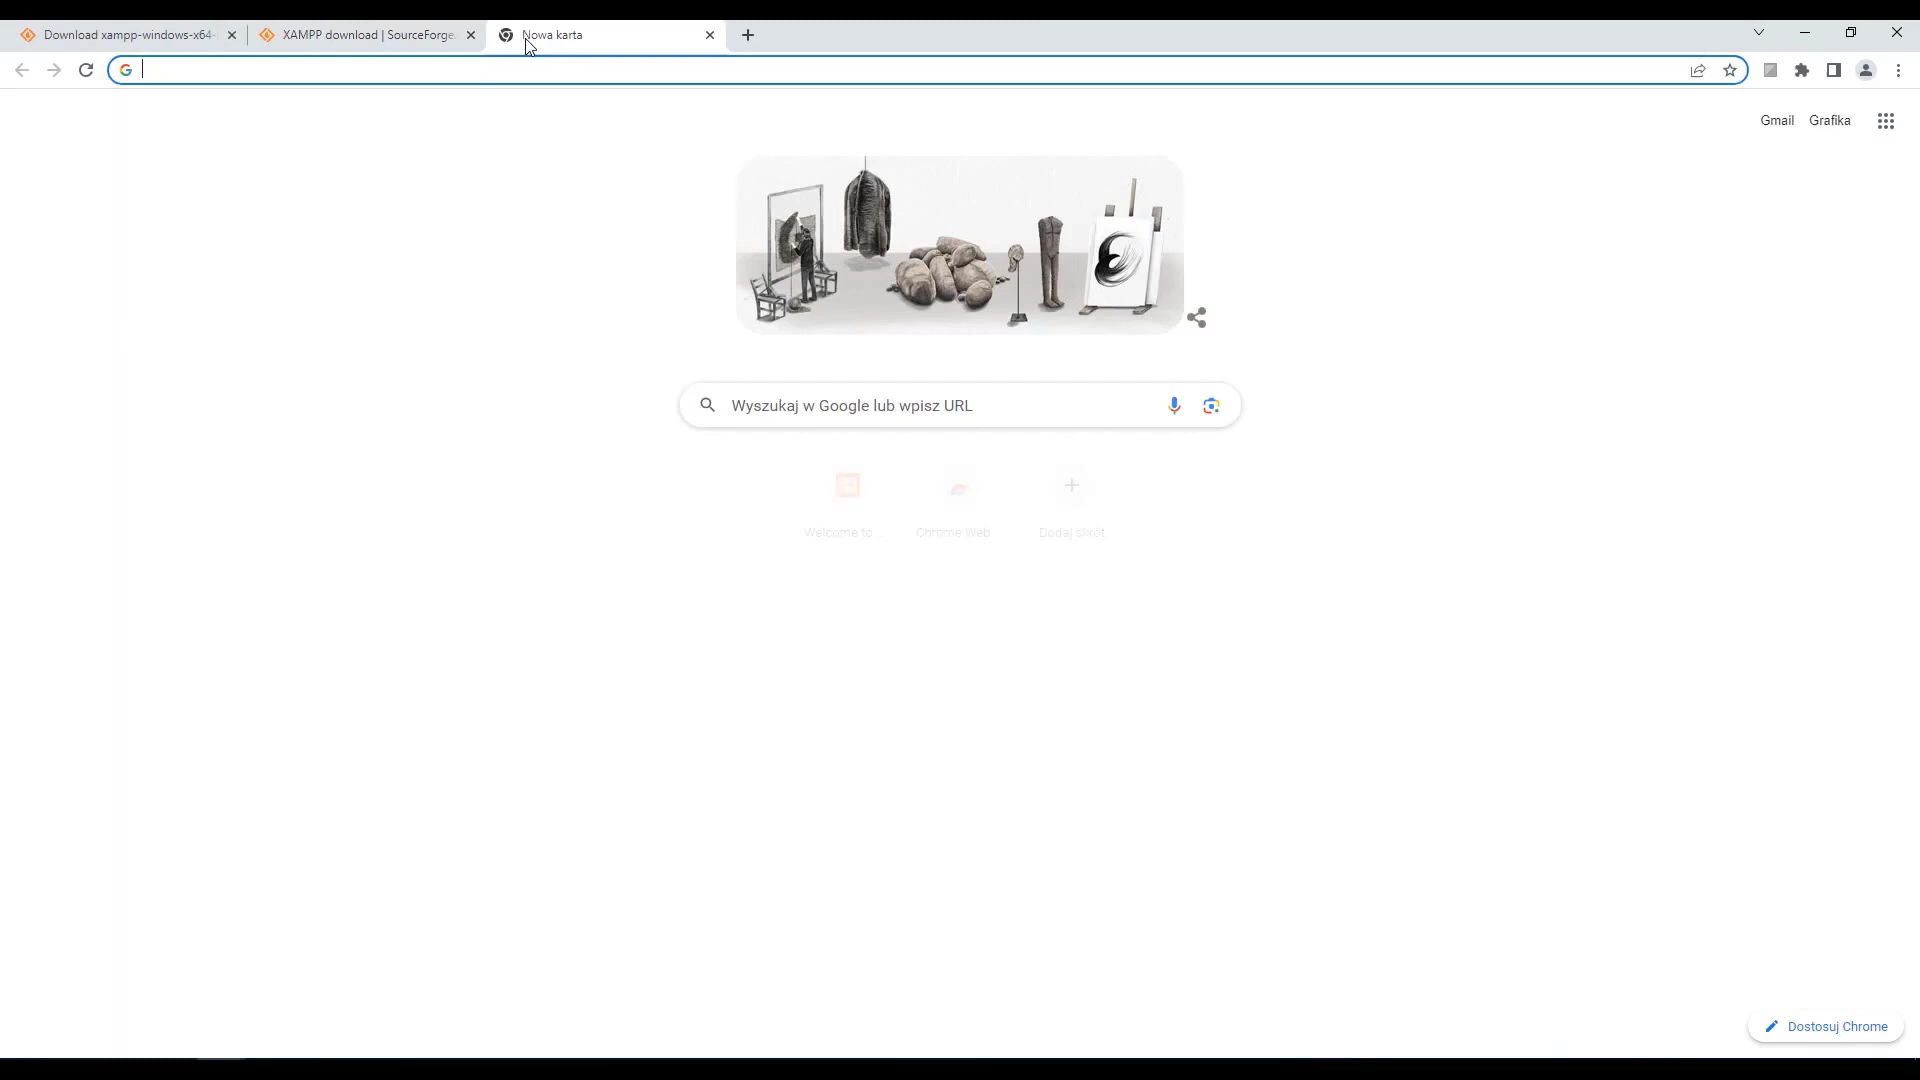 Download xampp-windows-x64-
XAMPP download | SourceForge.
Nowa karta
Gmail
Grafika
Wyszukaj w Google lub wpisz URL
Welcome to...
Chrome Web
Dodaj skrót
Dostosuj Chrome